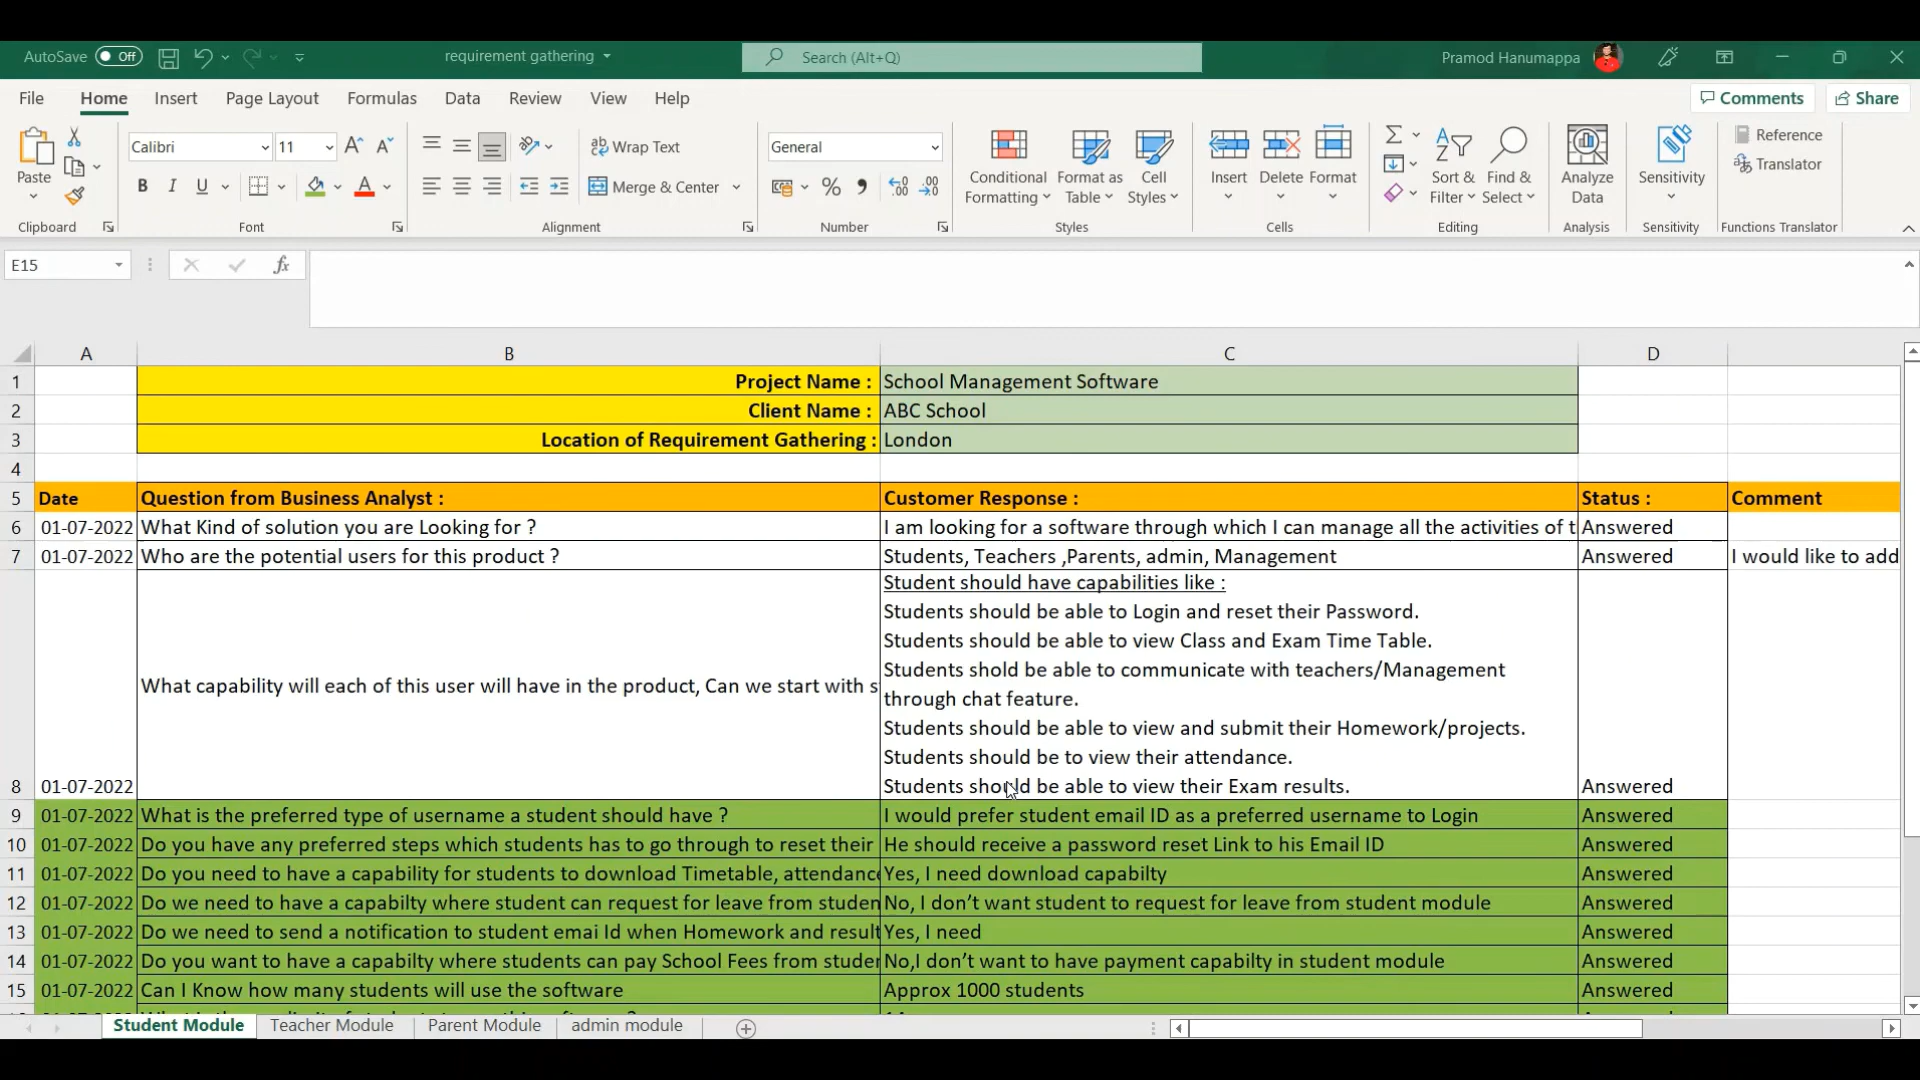 AutoSave Off requirement gathering Search (Alt+Q) Pramod Hanumappa
File Home Insert Page Layout Formulas Data Review View Help Comments Share
Paste
Calibri 11
Wrap Text
Merge & Center
General
Conditional Formatting
Format as Table
Cell Styles
Insert
Delete
Format
Sort & Filter
Find & Select
Analyze Data
Sensitivity
Reference
Translator
Clipboard Font Alignment Number Styles Cells Editing Analysis Sensitivity Functions Translator
E15 fx
A B C D
1 Project Name : School Management Software
2 Client Name : ABC School
3 Location of Requirement Gathering : London
4
5 Date Question from Business Analyst : Customer Response : Status : Comment
6 01-07-2022 What Kind of solution you are Looking for ? I am looking for a software through which I can manage all the activities of t Answered
7 01-07-2022 Who are the potential users for this product ? Students, Teachers ,Parents, admin, Management Answered I would like to add
Student should have capabilities like :
Students should be able to Login and reset their Password.
Students should be able to view Class and Exam Time Table.
Students shold be able to communicate with teachers/Management
What capability will each of this user will have in the product, Can we start with s through chat feature.
Students should be able to view and submit their Homework/projects.
Students should be to view their attendance.
8 01-07-2022 Students should be able to view their Exam results. Answered
9 01-07-2022 What is the preferred type of username a student should have ? I would prefer student email ID as a preferred username to Login Answered
10 01-07-2022 Do you have any preferred steps which students has to go through to reset their He should receive a password reset Link to his Email ID Answered
11 01-07-2022 Do you need to have a capability for students to download Timetable, attendance Yes, I need download capabilty Answered
12 01-07-2022 Do we need to have a capabilty where student can request for leave from studen No, I don’t want student to request for leave from student module Answered
13 01-07-2022 Do we need to send a notification to student emai Id when Homework and result Yes, I need Answered
14 01-07-2022 Do you want to have a capabilty where students can pay School Fees from studen No,I don’t want to have payment capabilty in student module Answered
15 01-07-2022 Can I Know how many students will use the software Approx 1000 students Answered
Student Module Teacher Module Parent Module admin module